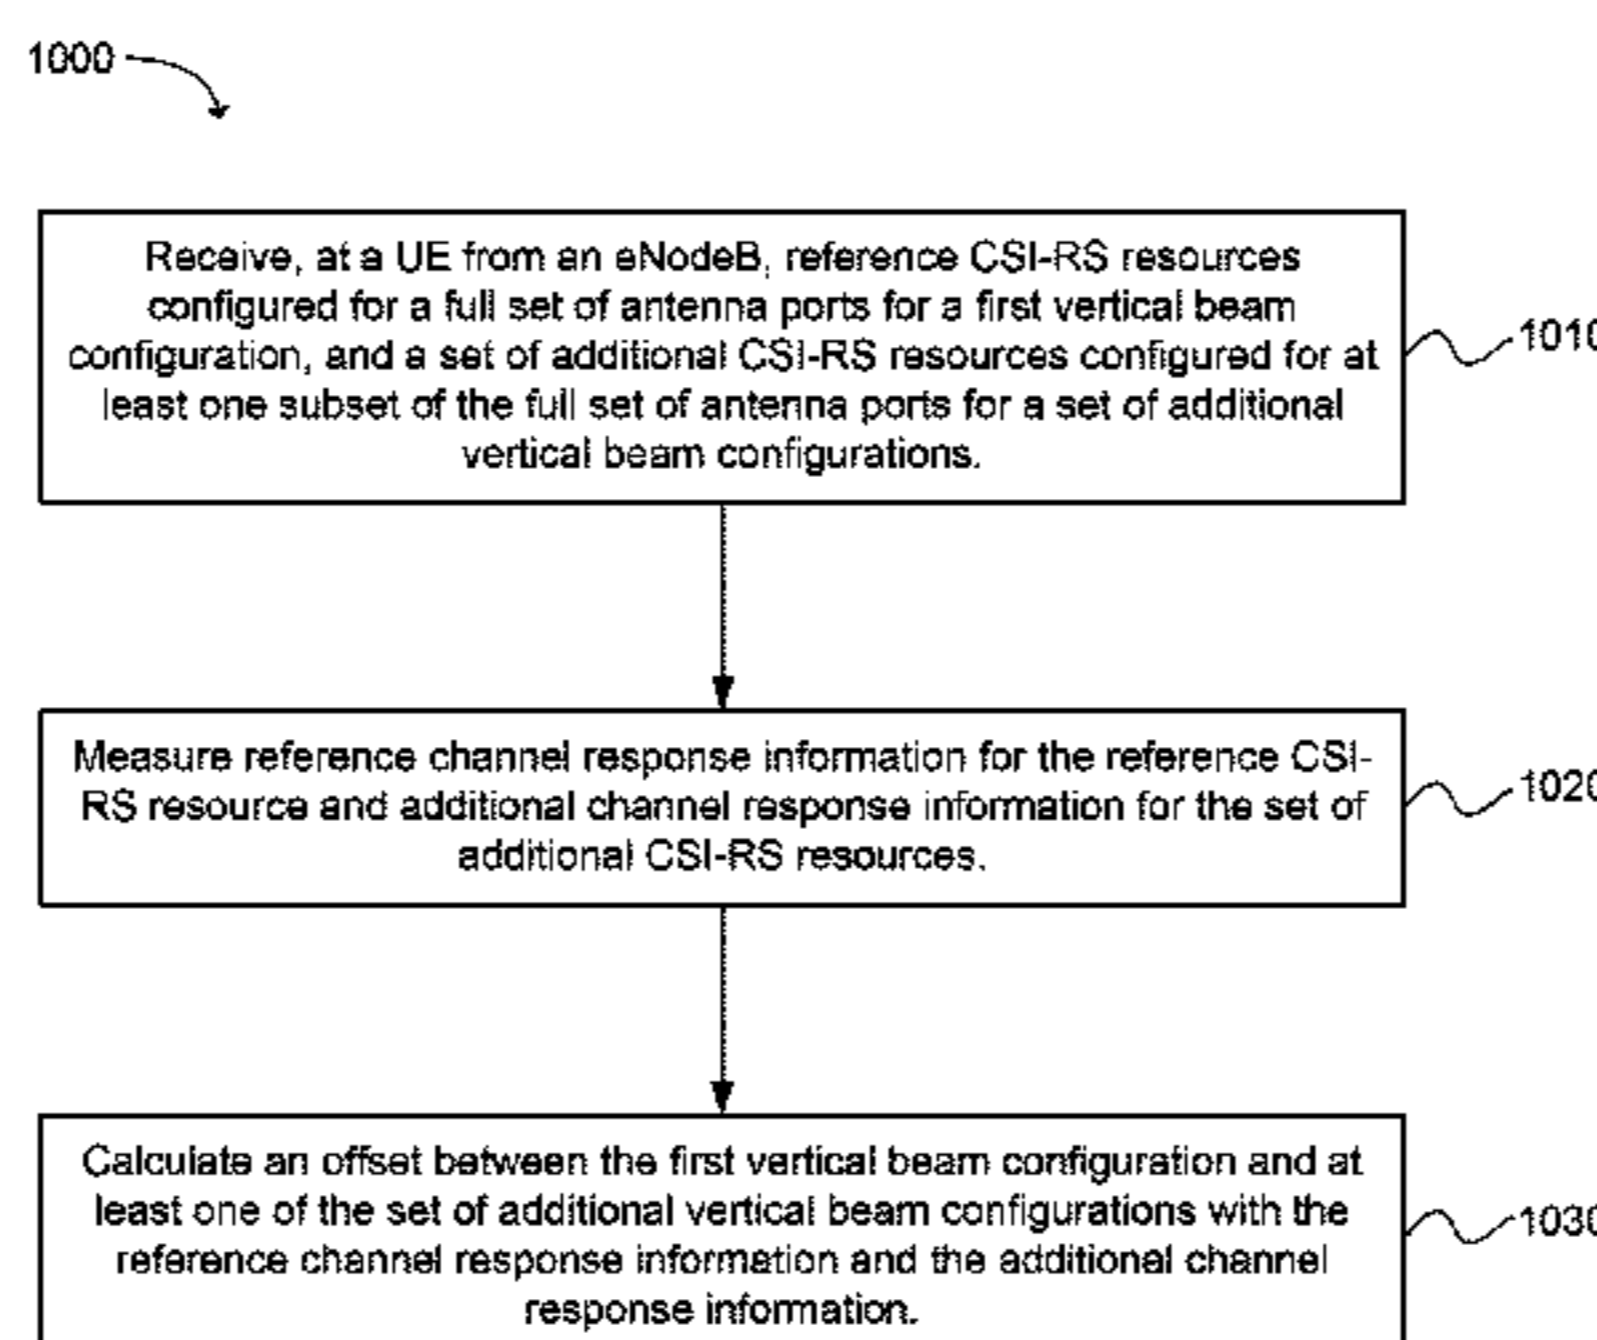 1000
Receive, at a UE from an eNodeB, reference CSI-RS resources
configured for a full set of antenna ports for a first vertical beam
configuration, and a set of additional CSI-RS resources configured for at
least one subset of the full set of antenna ports for a set of additional
vertical beam configurations.
1010
Measure reference channel response information for the reference CSI-
RS resource and additional channel response information for the set of
additional CSI-RS resources.
1020
Calculate an offset between the first vertical beam configuration and at
least one of the set of additional vertical beam configurations with the
reference channel response information and the additional channel
response information.
1030